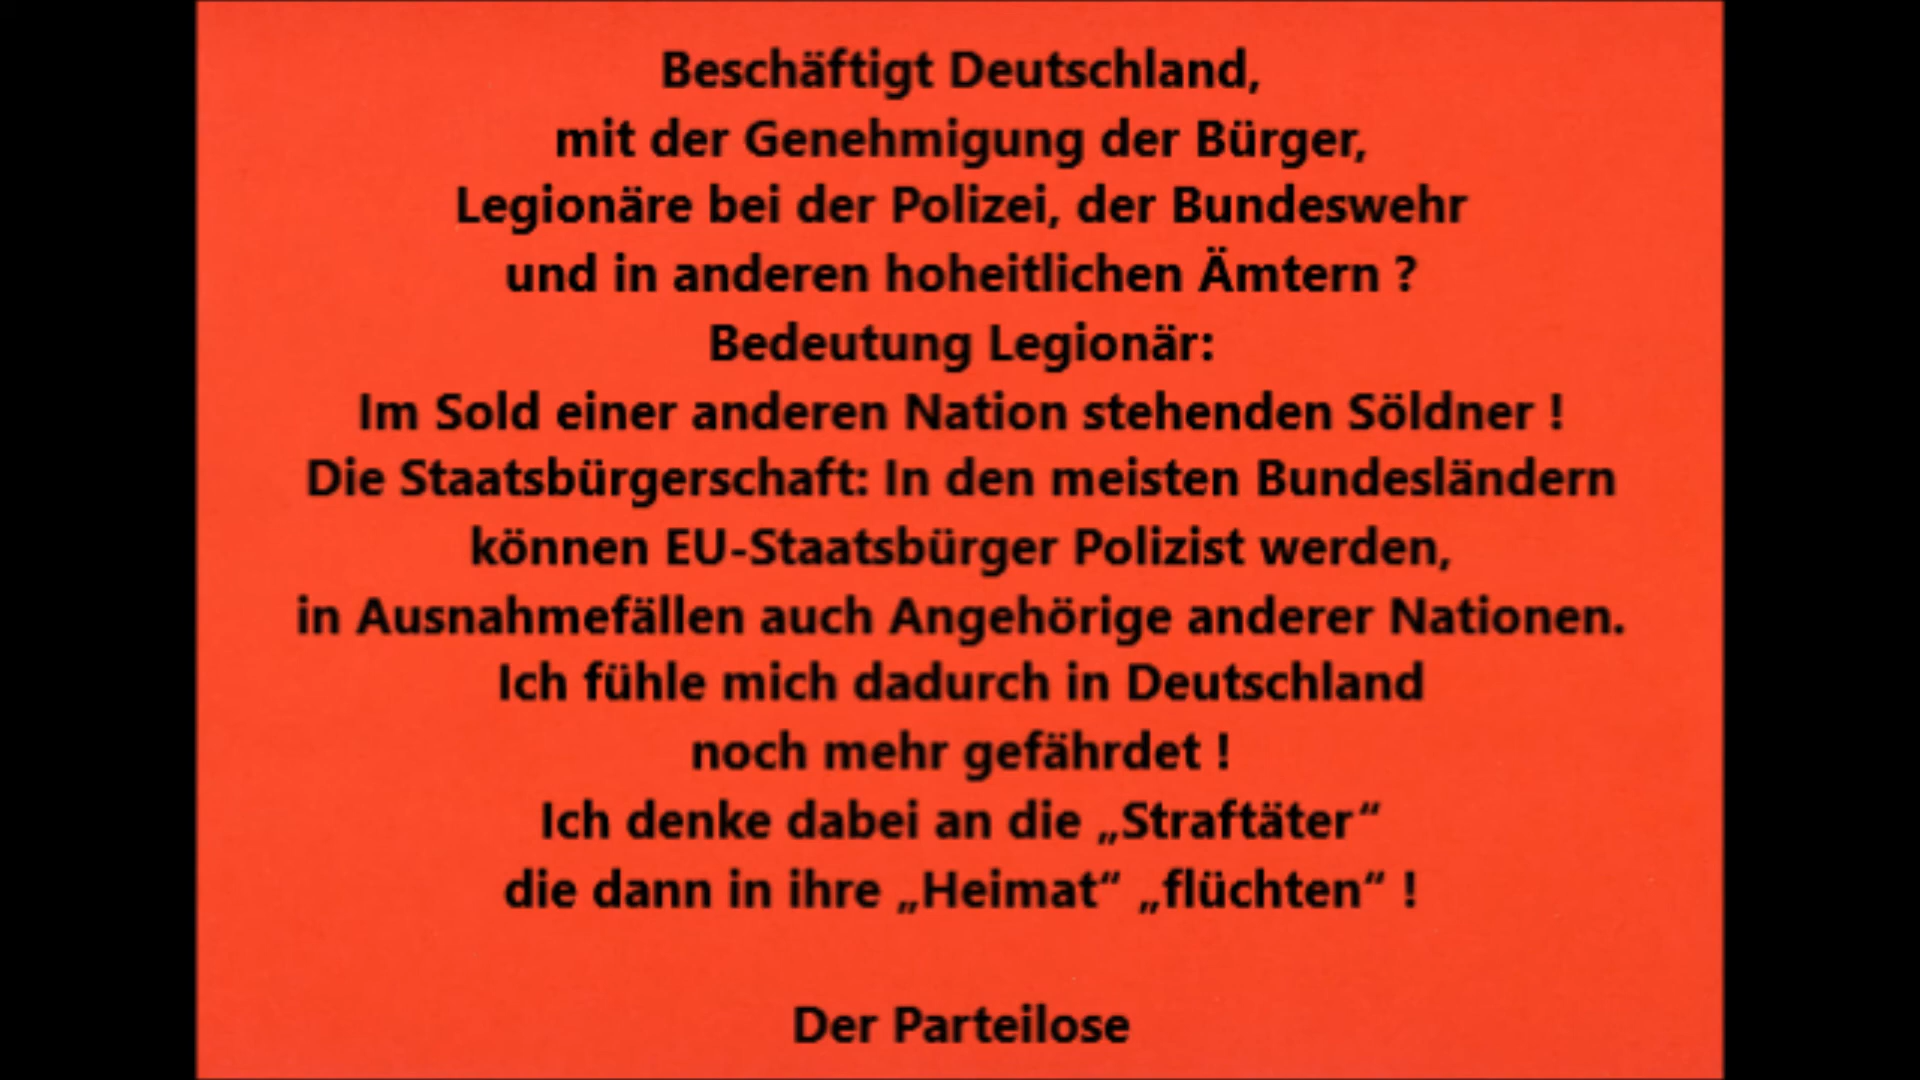 Beschäftigt Deutschland,
mit der Genehmigung der Bürger,
Legionäre bei der Polizei, der Bundeswehr
und in anderen hoheitlichen Ämtern ?
Bedeutung Legionär:
Im Sold einer anderen Nation stehenden Söldner !
Die Staatsbürgerschaft: In den meisten Bundesländern
können EU-Staatsbürger Polizist werden,
in Ausnahmefällen auch Angehörige anderer Nationen.
Ich fühle mich dadurch in Deutschland
noch mehr gefährdet !
Ich denke dabei an die „Straftäter“
die dann in ihre „Heimat“ „flüchten“ !
Der Parteilose